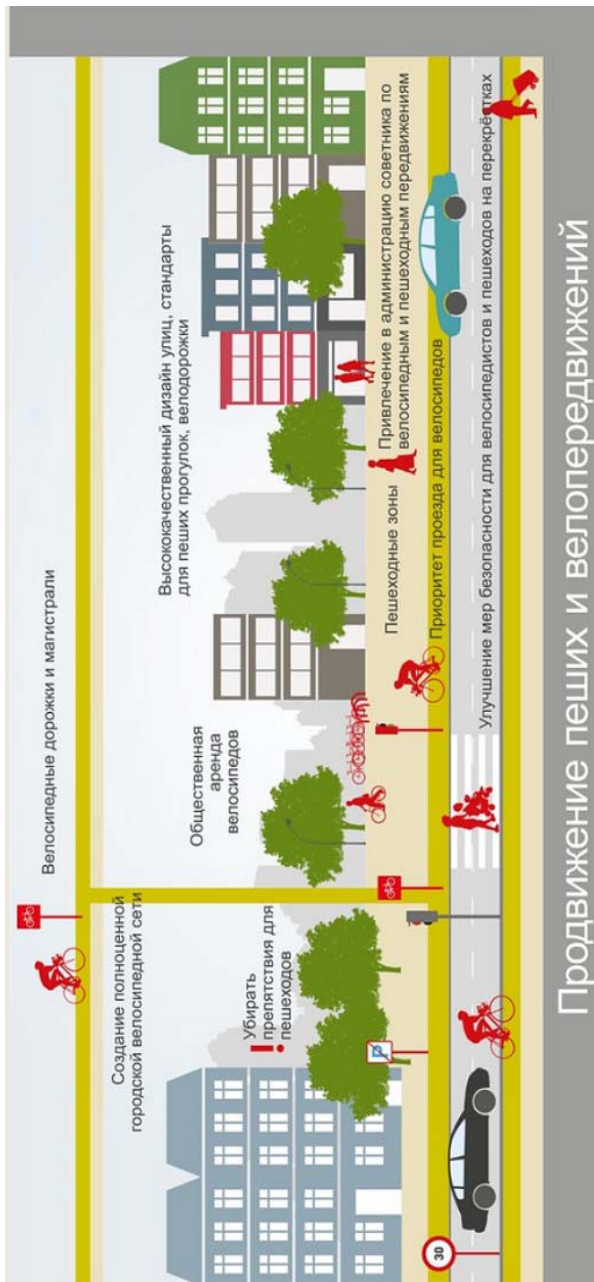 Велосипедные дорожки и магистрали
Создание полноценной
городской велосипедной сети
Высококачественный дизайн улиц, стандарты
для пеших прогулок, велодорожки
Общественная
аренда
велосипедов
Убирать
препятствия для
пешеходов
Привлечение в администрацию советника по
велосипедным и пешеходным передвижениям
Пешеходные зоны
Приоритет проезда для велосипедов
Улучшение мер безопасности для велосипедистов и пешеходов на перекрёстках
30
P
Продвижение пеших и велопередвижений